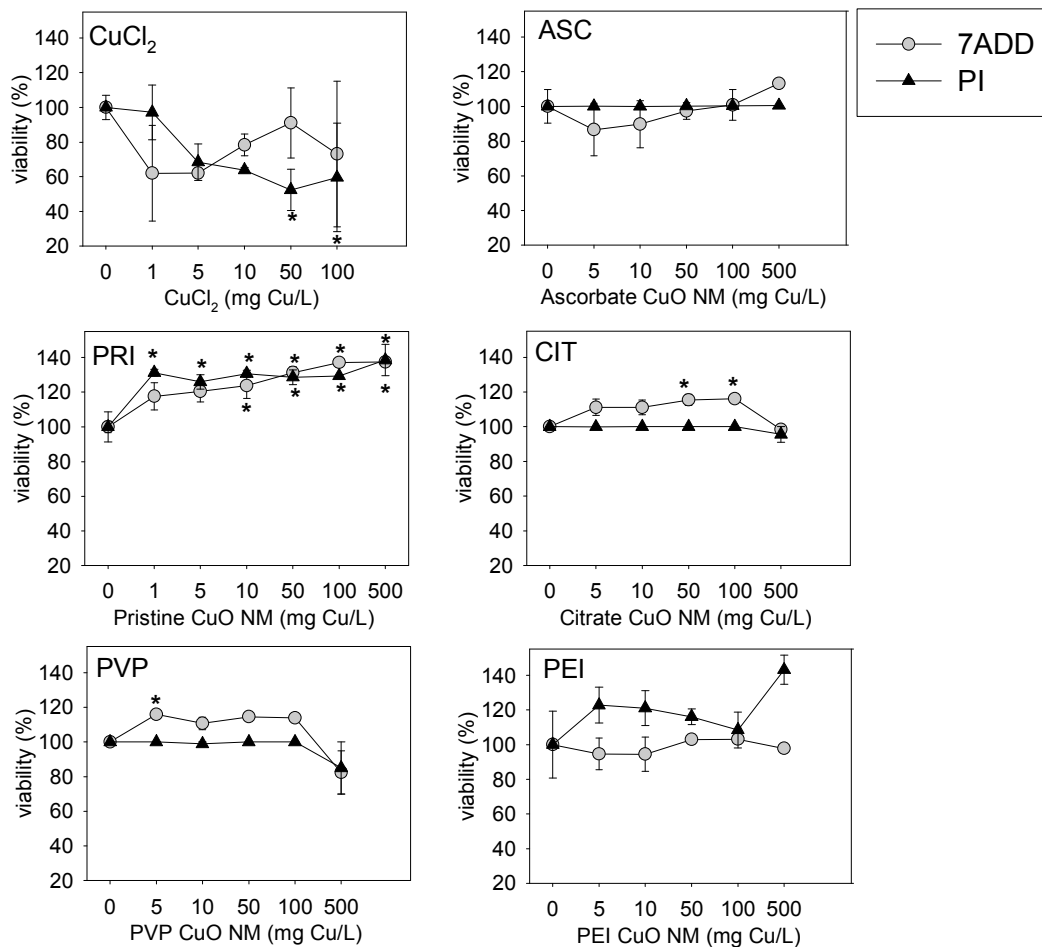 CuCl₂
140
120
100
80
60
40
20
viability (%)
*
*
0 1 5 10 50 100
CuCl₂ (mg Cu/L)
ASC
140
120
100
80
60
40
20
viability (%)
0 5 10 50 100 500
Ascorbate CuO NM (mg Cu/L)
7ADD
PI
PRI
140
120
100
80
60
40
20
viability (%)
* * * * * *
* * * *
0 1 5 10 50 100 500
Pristine CuO NM (mg Cu/L)
CIT
140
120
100
80
60
40
20
viability (%)
* *
0 5 10 50 100 500
Citrate CuO NM (mg Cu/L)
PVP
140
120
100
80
60
40
20
viability (%)
*
0 5 10 50 100 500
PVP CuO NM (mg Cu/L)
PEI
140
120
100
80
60
40
20
viability (%)
0 5 10 50 100 500
PEI CuO NM (mg Cu/L)